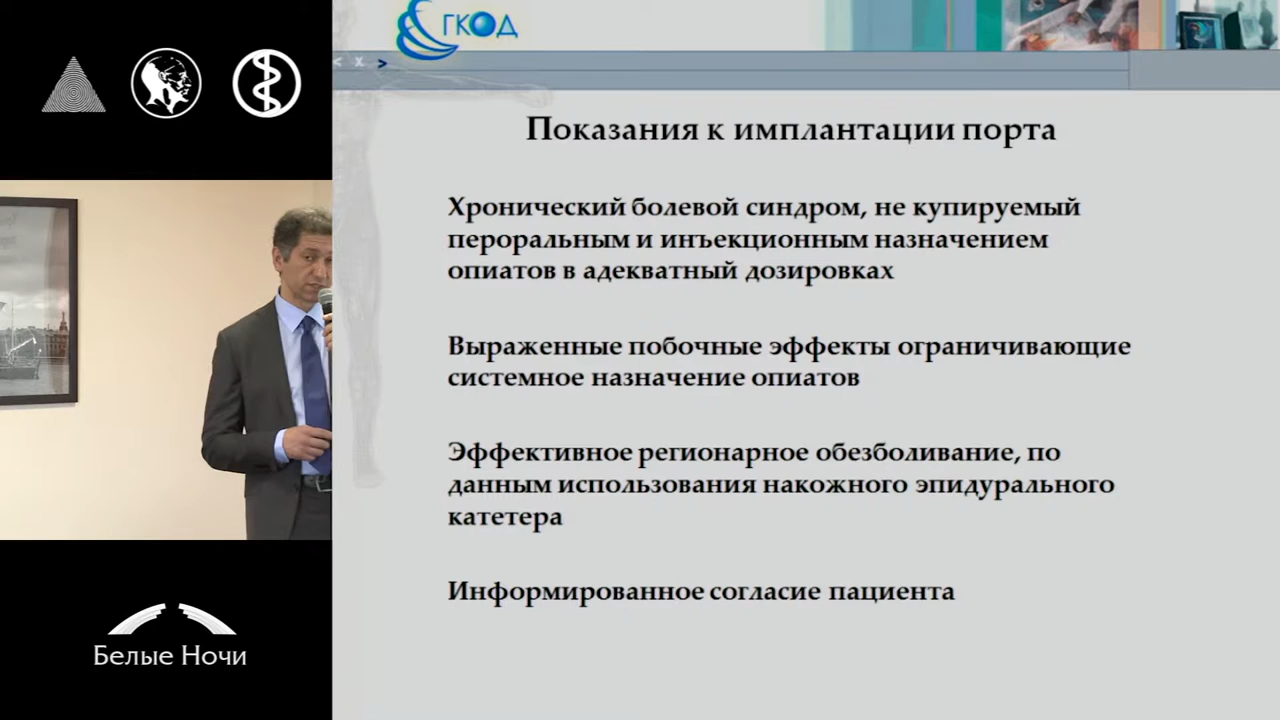 ГКОД
< x >
Показания к имплантации порта
Хронический болевой синдром, не купируемый
пероральным и инъекционным назначением
опиатов в адекватный дозировках
Выраженные побочные эффекты ограничивающие
системное назначение опиатов
Эффективное регионарное обезболивание, по
данным использования накожного эпидурального
катетера
Информированное согласие пациента
Белые Ночи